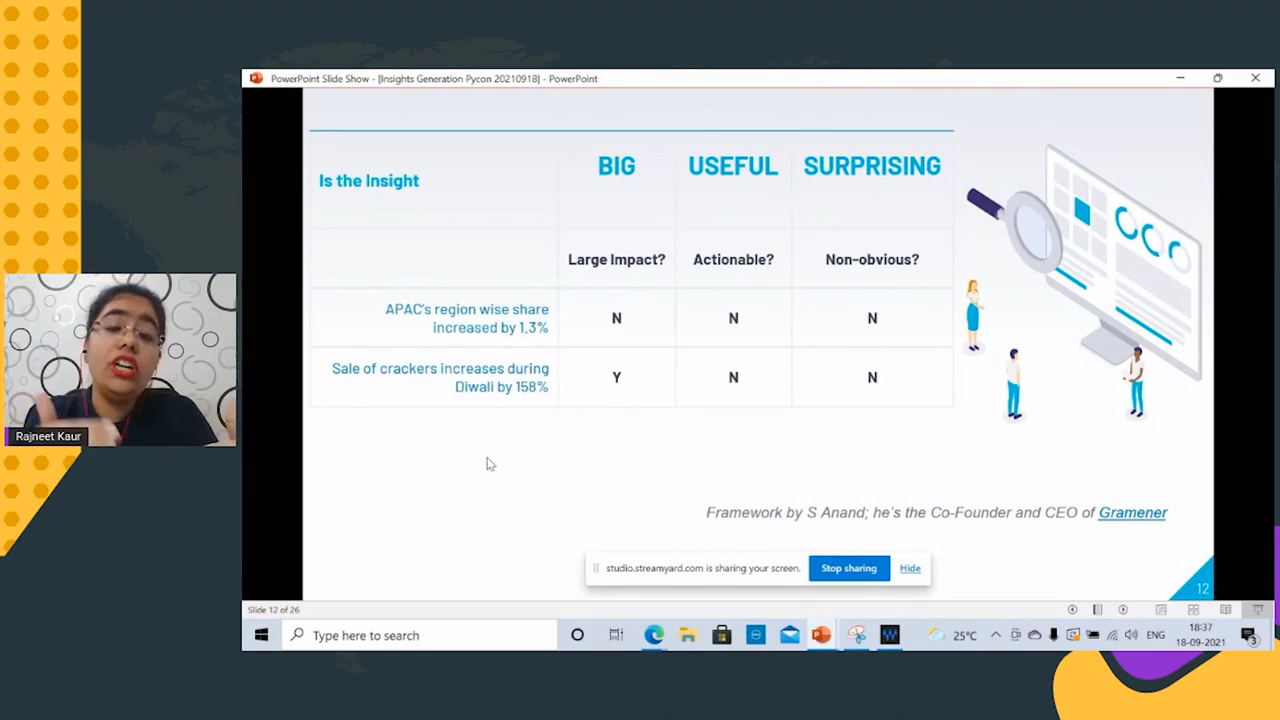 PowerPoint Slide Show - [Insights Generation Pycon 20210918] - PowerPoint
Is the Insight
BIG
USEFUL
SURPRISING
Large Impact?
Actionable?
Non-obvious?
APAC's region wise share
increased by 1.3%
N
N
N
Sale of crackers increases during
Diwali by 158%
Y
N
N
Rajneet Kaur
Framework by S Anand; he's the Co-Founder and CEO of Gramener
studio.streamyard.com is sharing your screen.
Stop sharing
Hide
12
Slide 12 of 26
Type here to search
25°C
ENG
18:37
18-09-2021
3